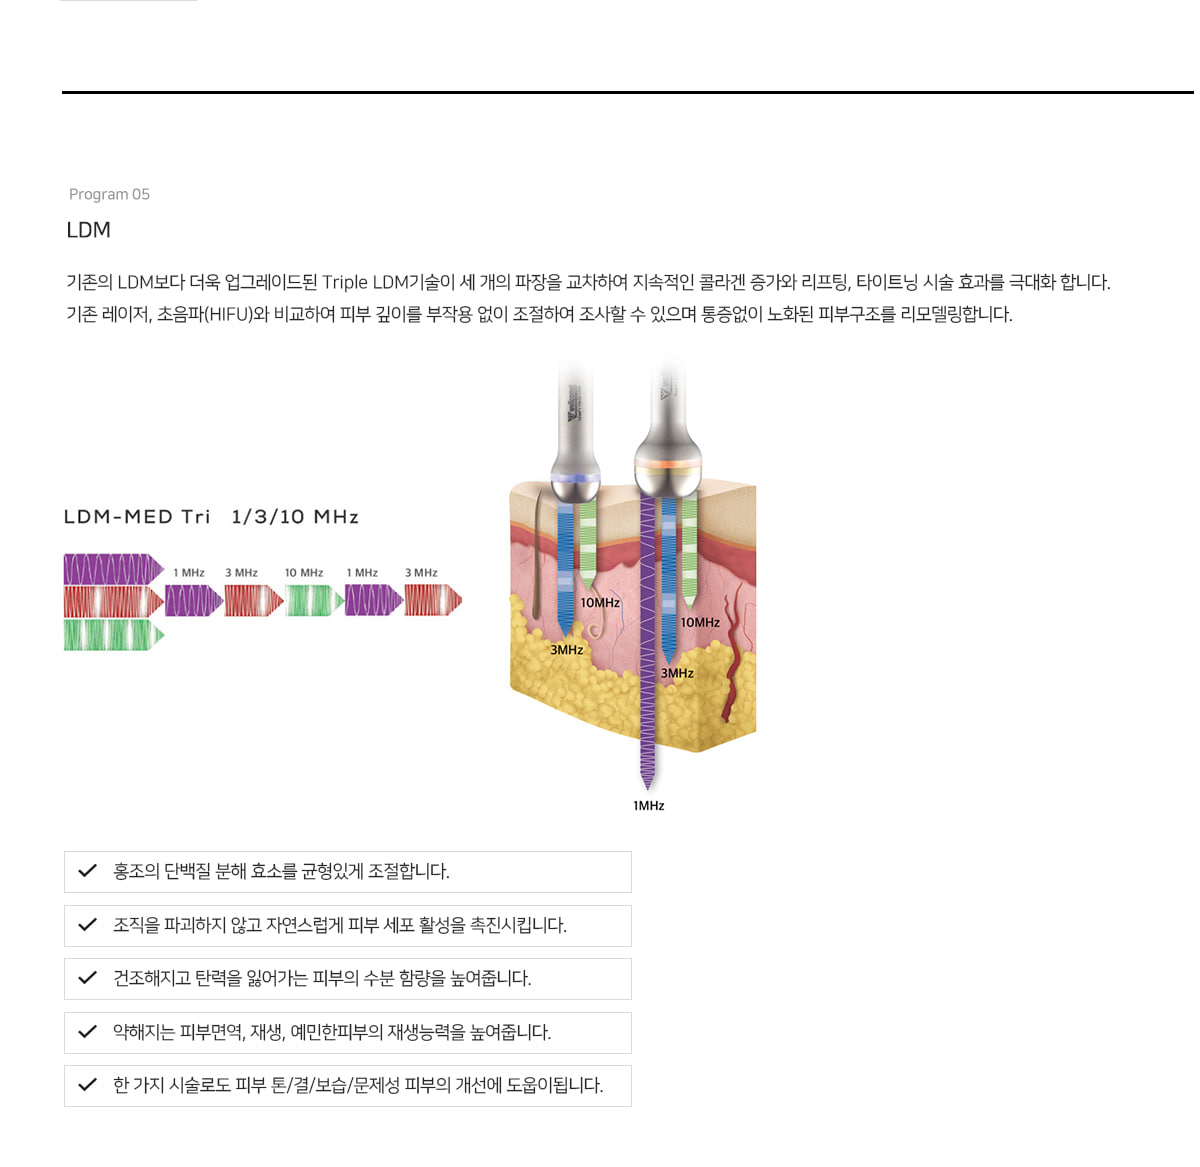 Program 05
LDM
기존의 LDM보다 더욱 업그레이드된 Triple LDM기술이 세 개의 파장을 교차하여 지속적인 콜라겐 증가와 리프팅, 타이트닝 시술 효과를 극대화 합니다.
기존 레이저, 초음파(HIFU)와 비교하여 피부 깊이를 부작용 없이 조절하여 조사할 수 있으며 통증없이 노화된 피부구조를 리모델링합니다.
LDM-MED Tri 1/3/10 MHz
1 MHz 3 MHz 10 MHz 1 MHz 3 MHz
10MHz
3MHz
10MHz
3MHz
1MHz
홍조의 단백질 분해 효소를 균형있게 조절합니다.
조직을 파괴하지 않고 자연스럽게 피부 세포 활성을 촉진시킵니다.
건조해지고 탄력을 잃어가는 피부의 수분 함량을 높여줍니다.
약해지는 피부면역, 재생, 예민한피부의 재생능력을 높여줍니다.
한 가지 시술로도 피부 톤/결/보습/문제성 피부의 개선에 도움이됩니다.